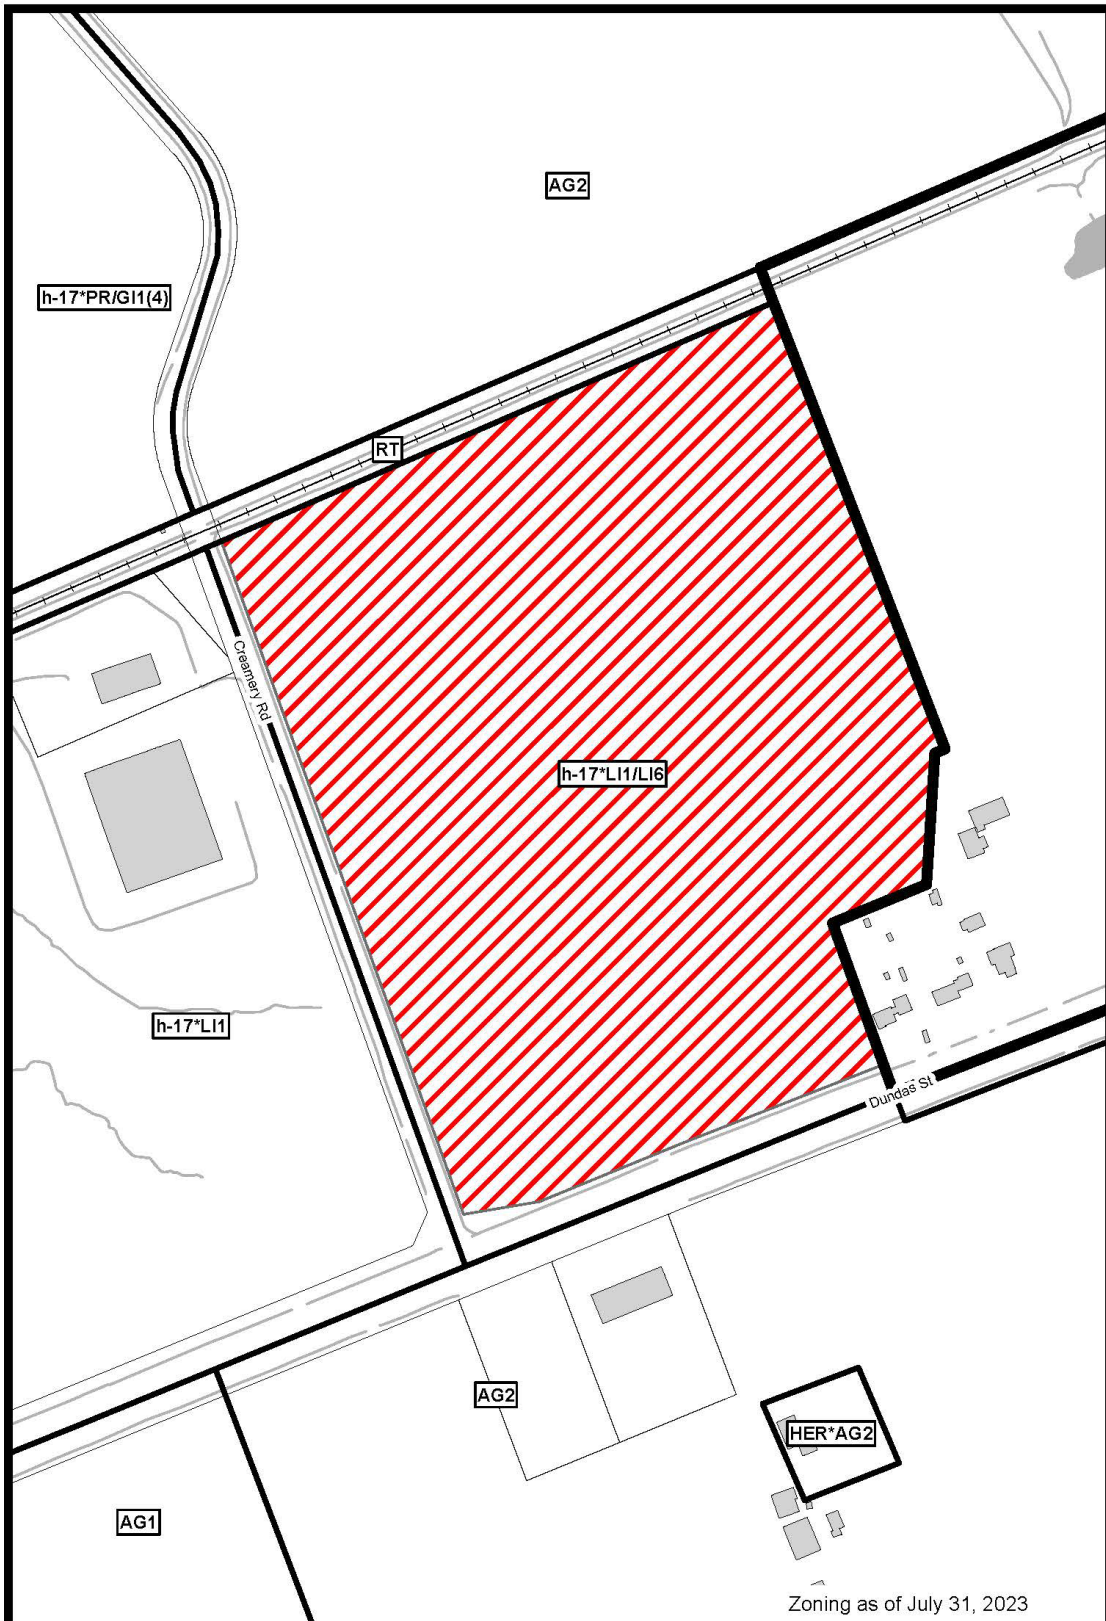 AG2
h-17*PR/GI1(4)
RT
Creamery Rd
h-17*LI1/LI6
h-17*LI1
Dundas St
AG2
HER*AG2
AG1
Zoning as of July 31, 2023